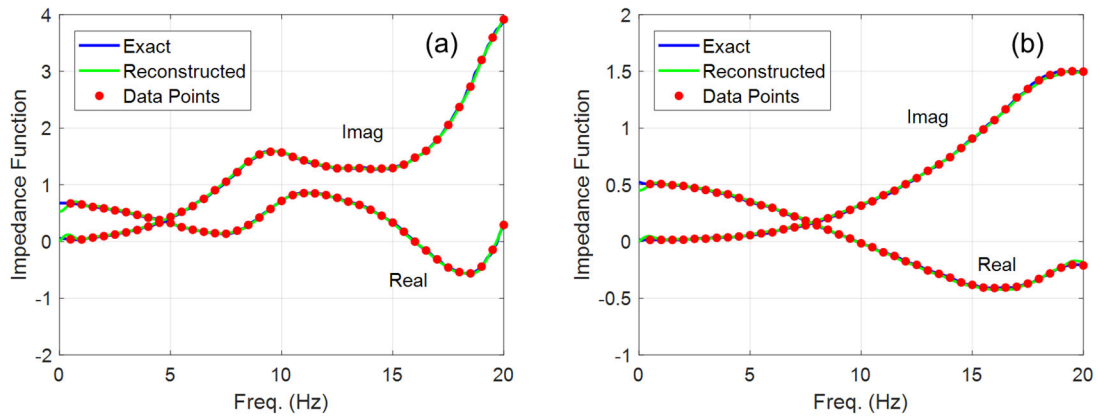 (a)
Exact
Reconstructed
Data Points
Imag
Real
Impedance Function
4
3
2
1
0
-1
-2
0 5 10 15 20
Freq. (Hz)
(b)
Exact
Reconstructed
Data Points
Imag
Real
Impedance Function
2
1.5
1
0.5
0
-0.5
-1
0 5 10 15 20
Freq. (Hz)